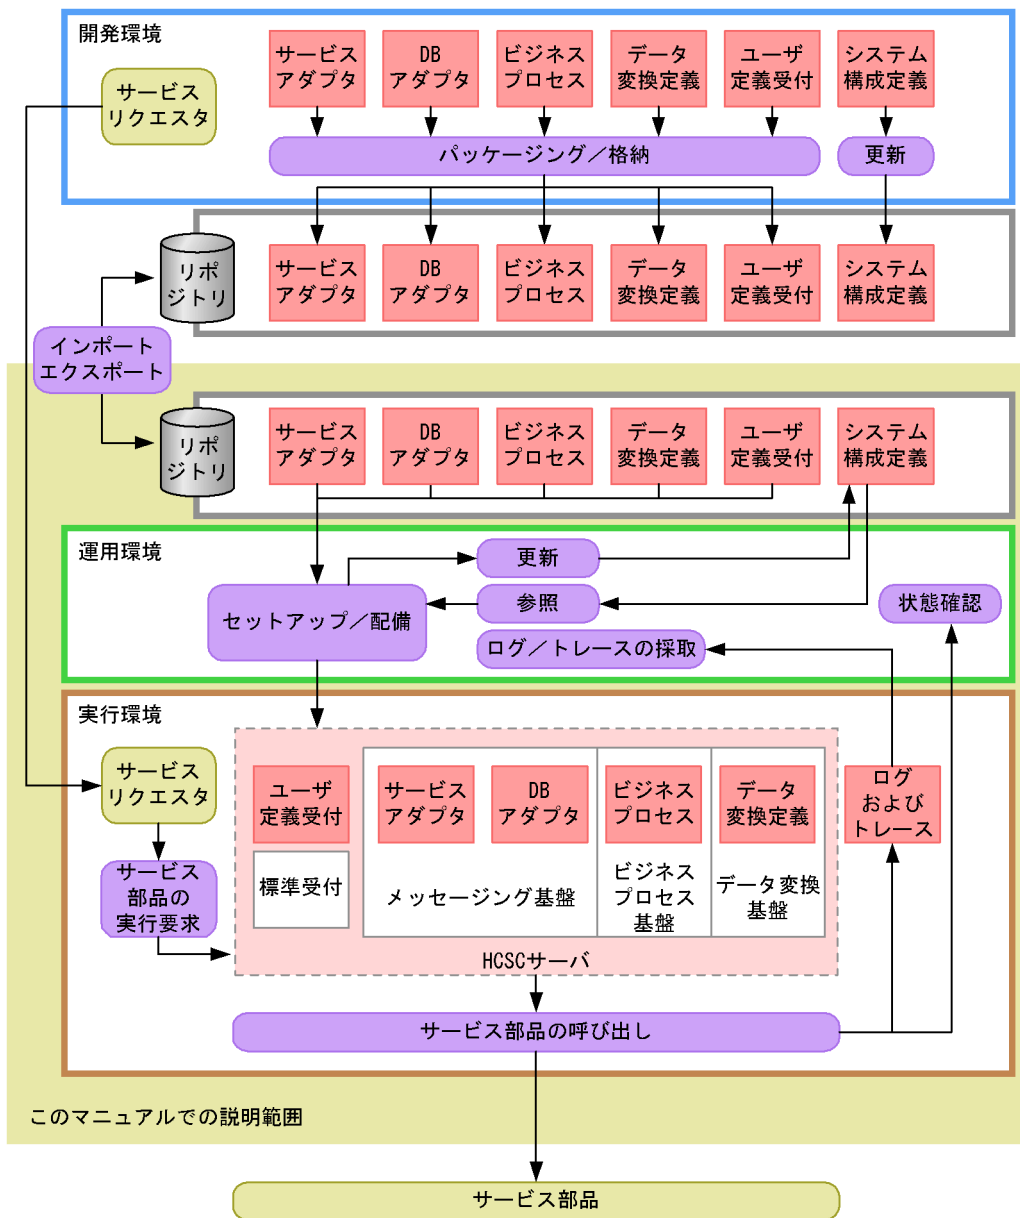 開発環境
サービス
リクエスタ
サービス
アダプタ
DB
アダプタ
ビジネス
プロセス
データ
変換定義
ユーザ
定義受付
システム
構成定義
パッケージング／格納
更新
リポ
ジトリ
サービス
アダプタ
DB
アダプタ
ビジネス
プロセス
データ
変換定義
ユーザ
定義受付
システム
構成定義
インポート
エクスポート
リポ
ジトリ
サービス
アダプタ
DB
アダプタ
ビジネス
プロセス
データ
変換定義
ユーザ
定義受付
システム
構成定義
運用環境
更新
セットアップ／配備
参照
状態確認
ログ／トレースの採取
実行環境
サービス
リクエスタ
サービス
部品の
実行要求
ユーザ
定義受付
標準受付
サービス
アダプタ
DB
アダプタ
メッセージング基盤
ビジネス
プロセス
ビジネス
プロセス
基盤
データ
変換定義
データ変換
基盤
ログ
および
トレース
HCSCサーバ
サービス部品の呼び出し
このマニュアルでの説明範囲
サービス部品